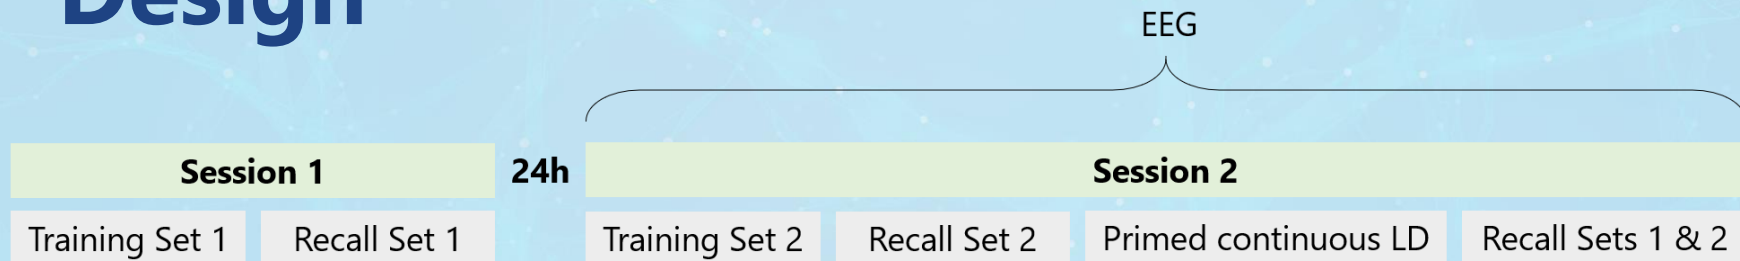 Design
EEG
Session 1 24h Session 2
Training Set 1 Recall Set 1 Training Set 2 Recall Set 2 Primed continuous LD Recall Sets 1 & 2